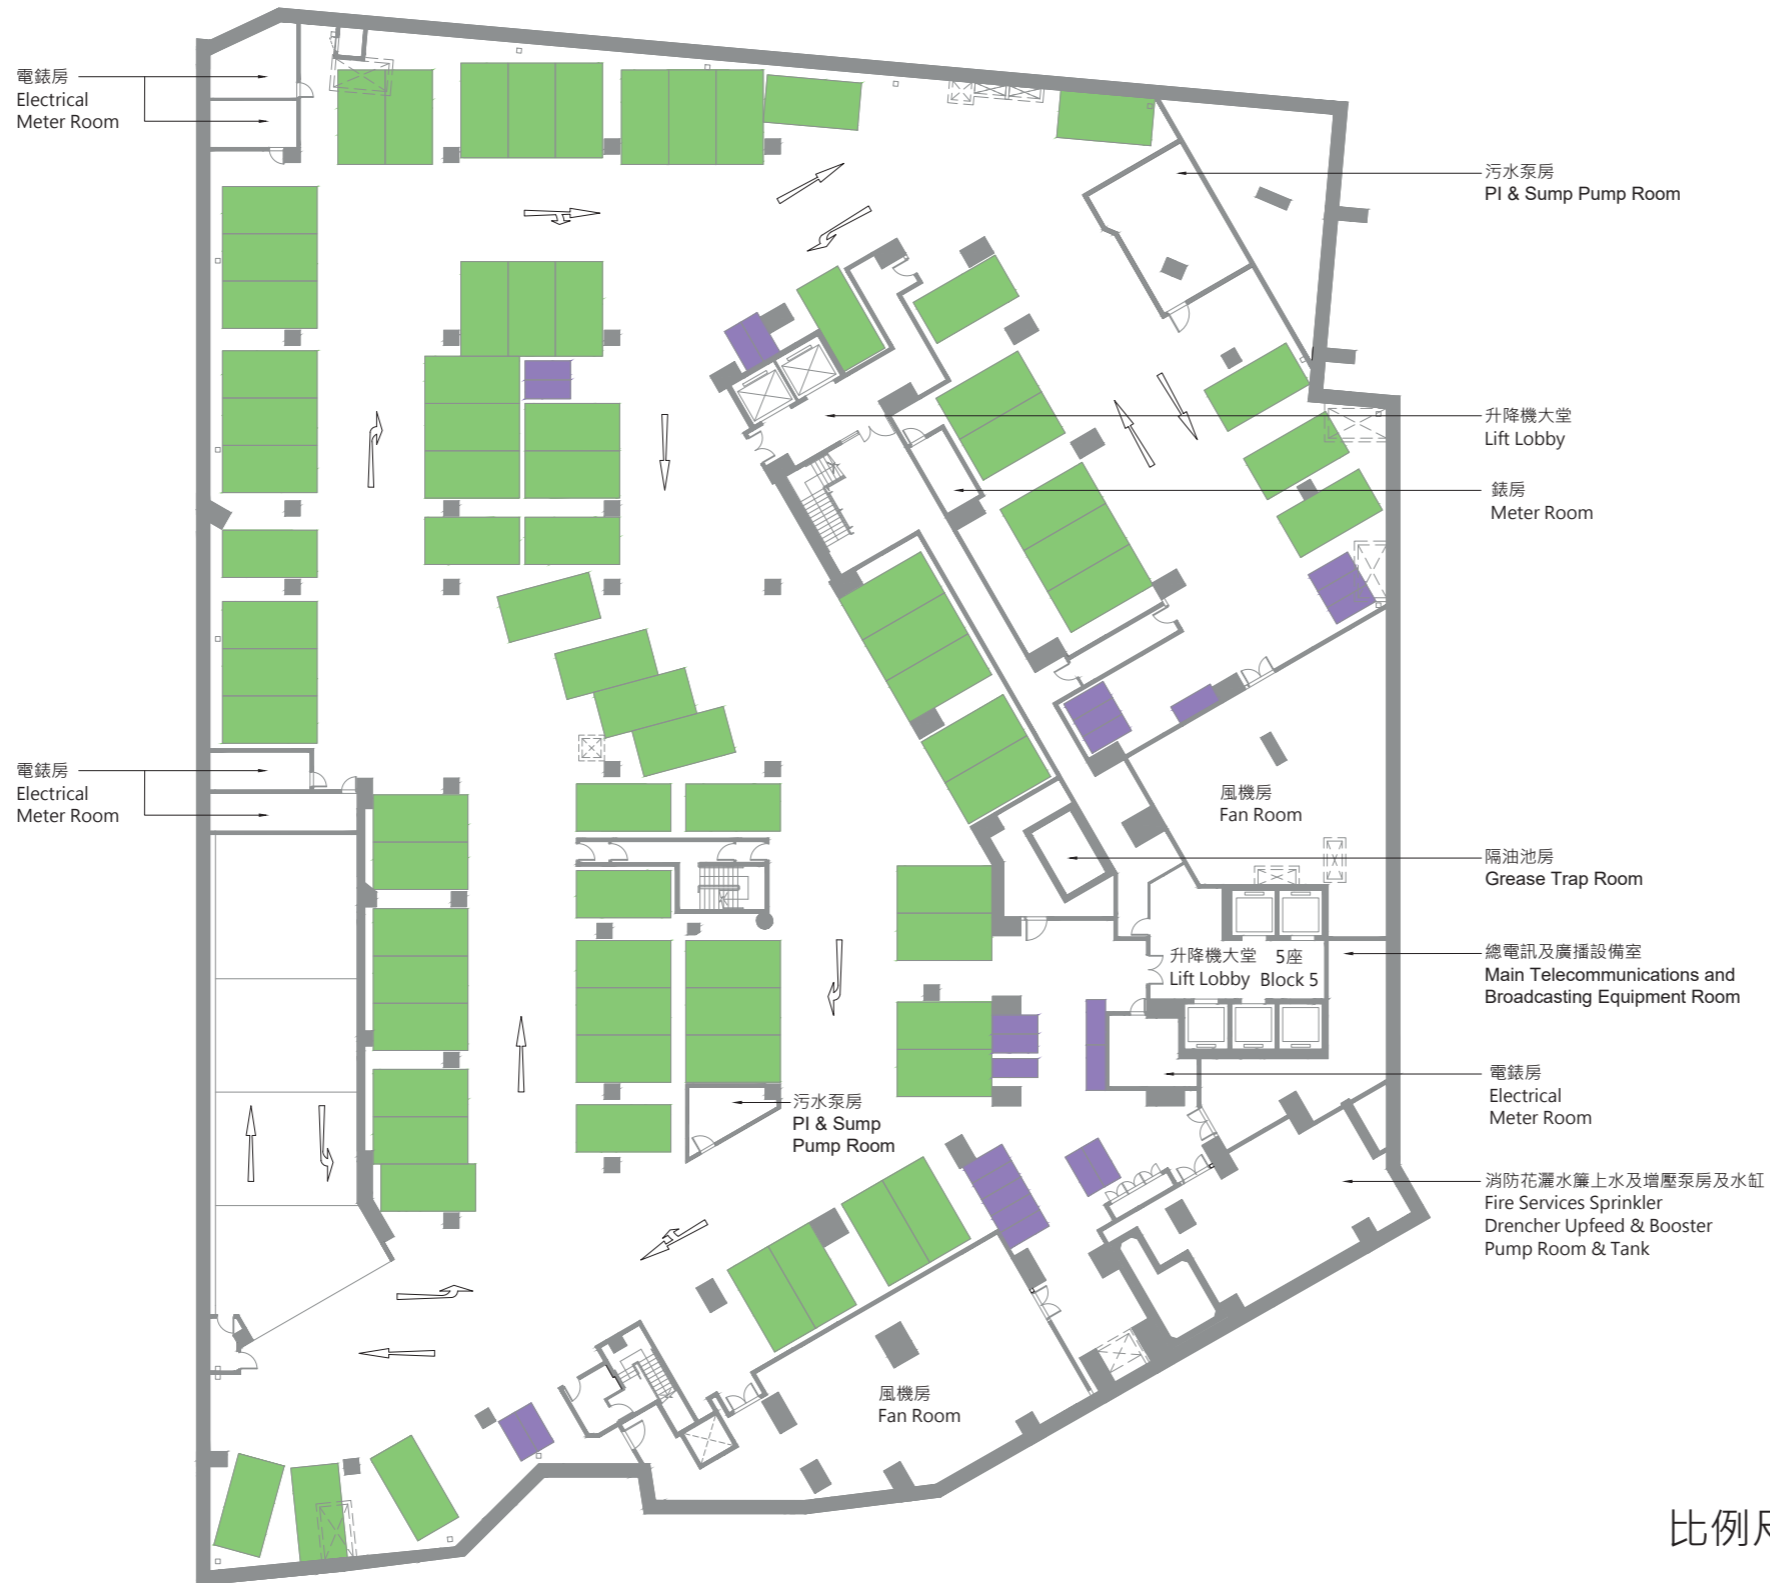 電錶房
Electrical
Meter Room
污水泵房
PI & Sump Pump Room
升降機大堂
Lift Lobby
錶房
Meter Room
電錶房
Electrical
Meter Room
風機房
Fan Room
隔油池房
Grease Trap Room
升降機大堂
Lift Lobby
5座
Block 5
總電訊及廣播設備室
Main Telecommunications and
Broadcasting Equipment Room
電錶房
Electrical
Meter Room
污水泵房
PI & Sump
Pump Room
消防花灑水簾上水及增壓泵房及水缸
Fire Services Sprinkler
Drencher Upfeed & Booster
Pump Room & Tank
風機房
Fan Room
比例尺